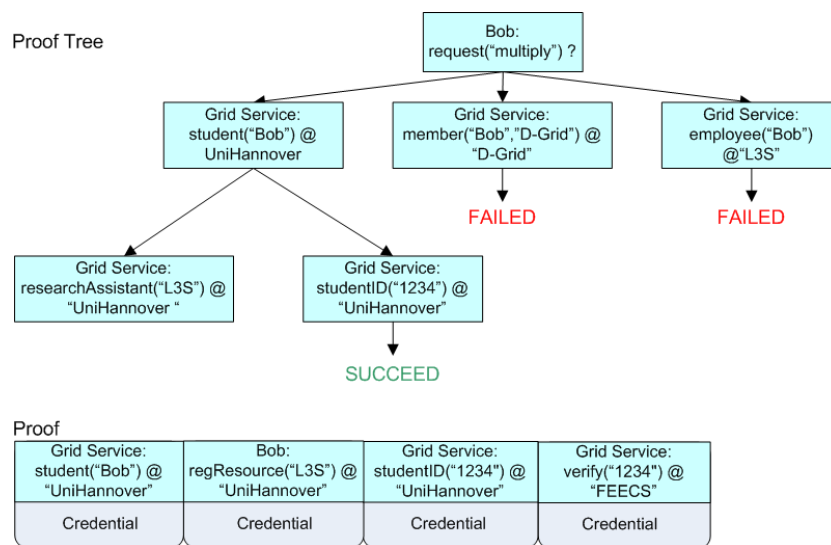 Proof Tree
Bob:
request(“multiply”) ?
Grid Service:
student(“Bob”) @
UniHannover
Grid Service:
member(“Bob”,”D-Grid”) @
“D-Grid”
Grid Service:
employee(“Bob”)
@“L3S”
FAILED
FAILED
Grid Service:
researchAssistant(“L3S”) @
“UniHannover “
Grid Service:
studentID(“1234”) @
“UniHannover”
SUCCEED
Proof
Grid Service:
student(“Bob”) @
“UniHannover”
Credential
Bob:
regResource(“L3S”) @
“UniHannover”
Credential
Grid Service:
studentID(“1234") @
“UniHannover”
Credential
Grid Service:
verify(“1234") @
“FEECS”
Credential